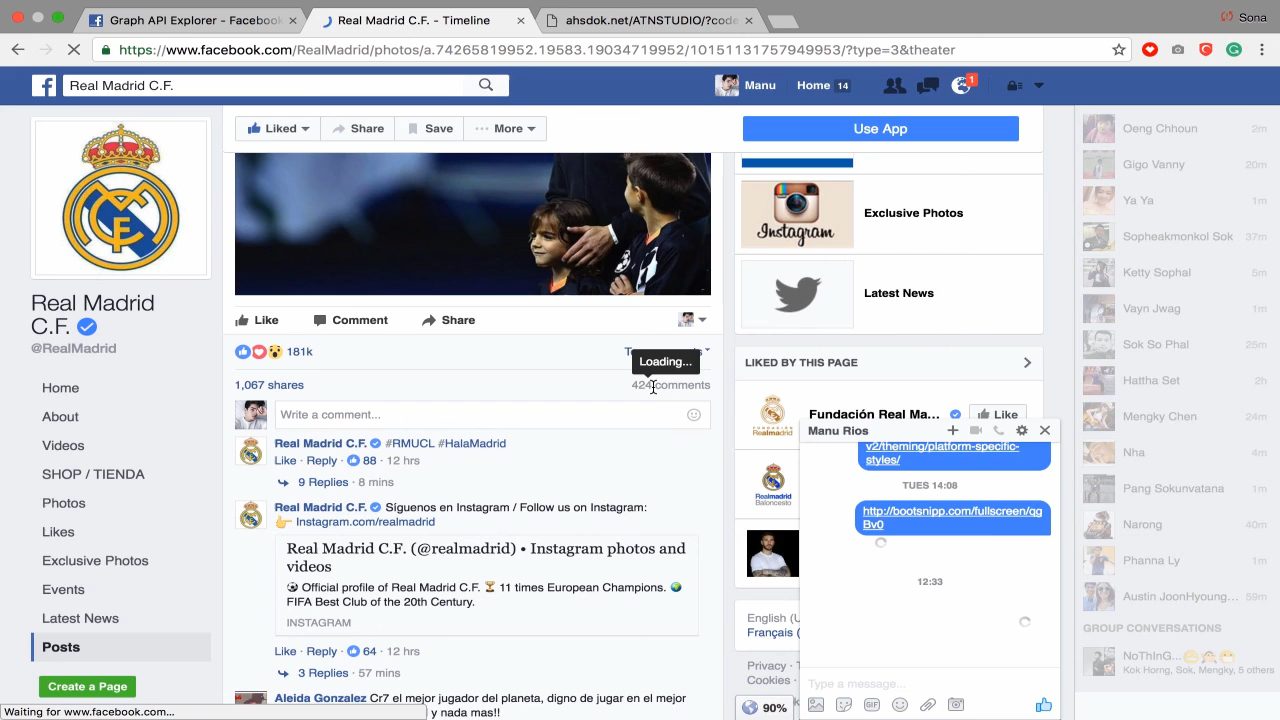 Graph API Explorer - Facebook
Real Madrid C.F. - Timeline
ahsdok.net/ATNSTUDIO/?code
Sona
https://www.facebook.com/RealMadrid/photos/a.74265819952.19583.19034719952/10151131757949953/?type=3&theater
Real Madrid C.F.
Manu
Home 14
1
Liked
Share
Save
More
Use App
Real Madrid
C.F.
@RealMadrid
Home
About
Videos
SHOP / TIENDA
Photos
Likes
Exclusive Photos
Events
Latest News
Posts
Create a Page
Waiting for www.facebook.com...
Like
Comment
Share
181k
Loading...
1,067 shares
424 comments
Write a comment...
Real Madrid C.F. #RMUCL #HalaMadrid
Like · Reply · 88 · 12 hrs
9 Replies · 8 mins
Real Madrid C.F. Síguenos en Instagram / Follow us on Instagram:
Instagram.com/realmadrid
Real Madrid C.F. (@realmadrid) • Instagram photos and
videos
Official profile of Real Madrid C.F. 11 times European Champions.
FIFA Best Club of the 20th Century.
INSTAGRAM
Like · Reply · 64 · 12 hrs
3 Replies · 57 mins
Aleida Gonzalez Cr7 el mejor jugador del planeta, digno de jugar en el mejor
y nada mas!!
Instagram
Exclusive Photos
Latest News
LIKED BY THIS PAGE
Fundación Real Ma...
Like
FUNDACIÓN
Realmadrid
Realmadrid
Baloncesto
English (U
Français (
Privacy · T
Cookies ·
90%
Manu Rios
v2/theming/platform-specific-
styles/
TUES 14:08
http://bootsnipp.com/fullscreen/qg
Bv0
12:33
Type a message...
GIF
Oeng Chhoun 2m
Gigo Vanny 20m
Ya Ya 1m
Sopheakmonkol Sok 37m
Ketty Sophal 5m
Vayn Jwag 1m
Sok So Phal 25m
Hattha Set 2h
Mengky Chen 24m
Nha 4m
Pang Sokunvatana 1m
Narong 40m
Phanna Ly 1m
Austin JoonHyoung... 59m
GROUP CONVERSATIONS
NoThInG...
Kok Horng, Sok, Mengky, 5 others